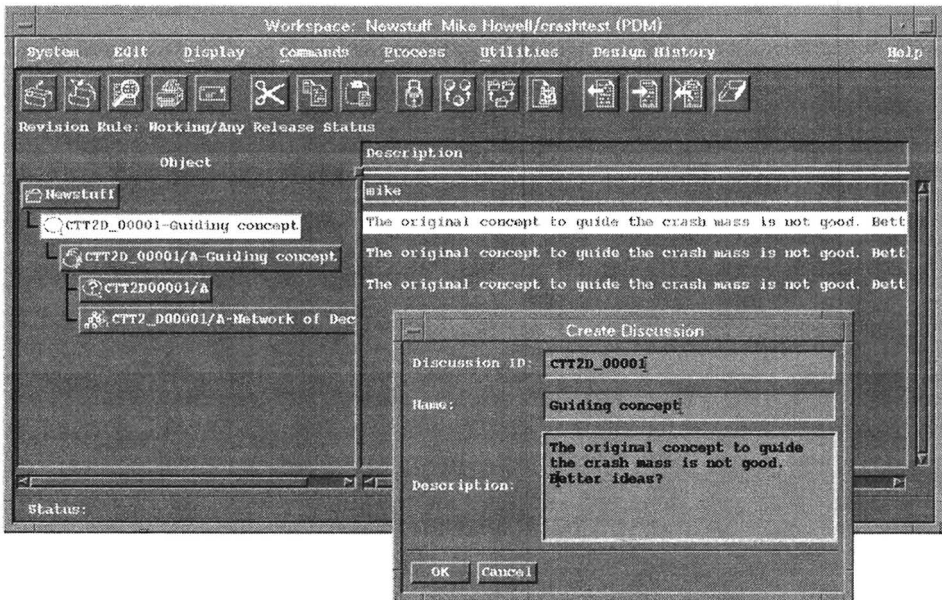 Workspace: Newstuff Mike Howell/crashtest (PDM)
System Edit Display Commands Process Utilities Design History Help
Revision Rule: Working/Any Release Status
Object
Description
Newstuff
mike
CTT2D_00001-Guiding concept
The original concept to guide the crash mass is not good. Bett
CTT2D_00001/A-Guiding concept
The original concept to guide the crash mass is not good. Bett
CTT2D00001/A
The original concept to guide the crash mass is not good. Bett
CTT2_D00001/A-Network of Dec
Create Discussion
Discussion ID:
CTT2D_00001
Name:
Guiding concept
Description:
The original concept to guide
the crash mass is not good.
Better ideas?
Status:
OK Cancel